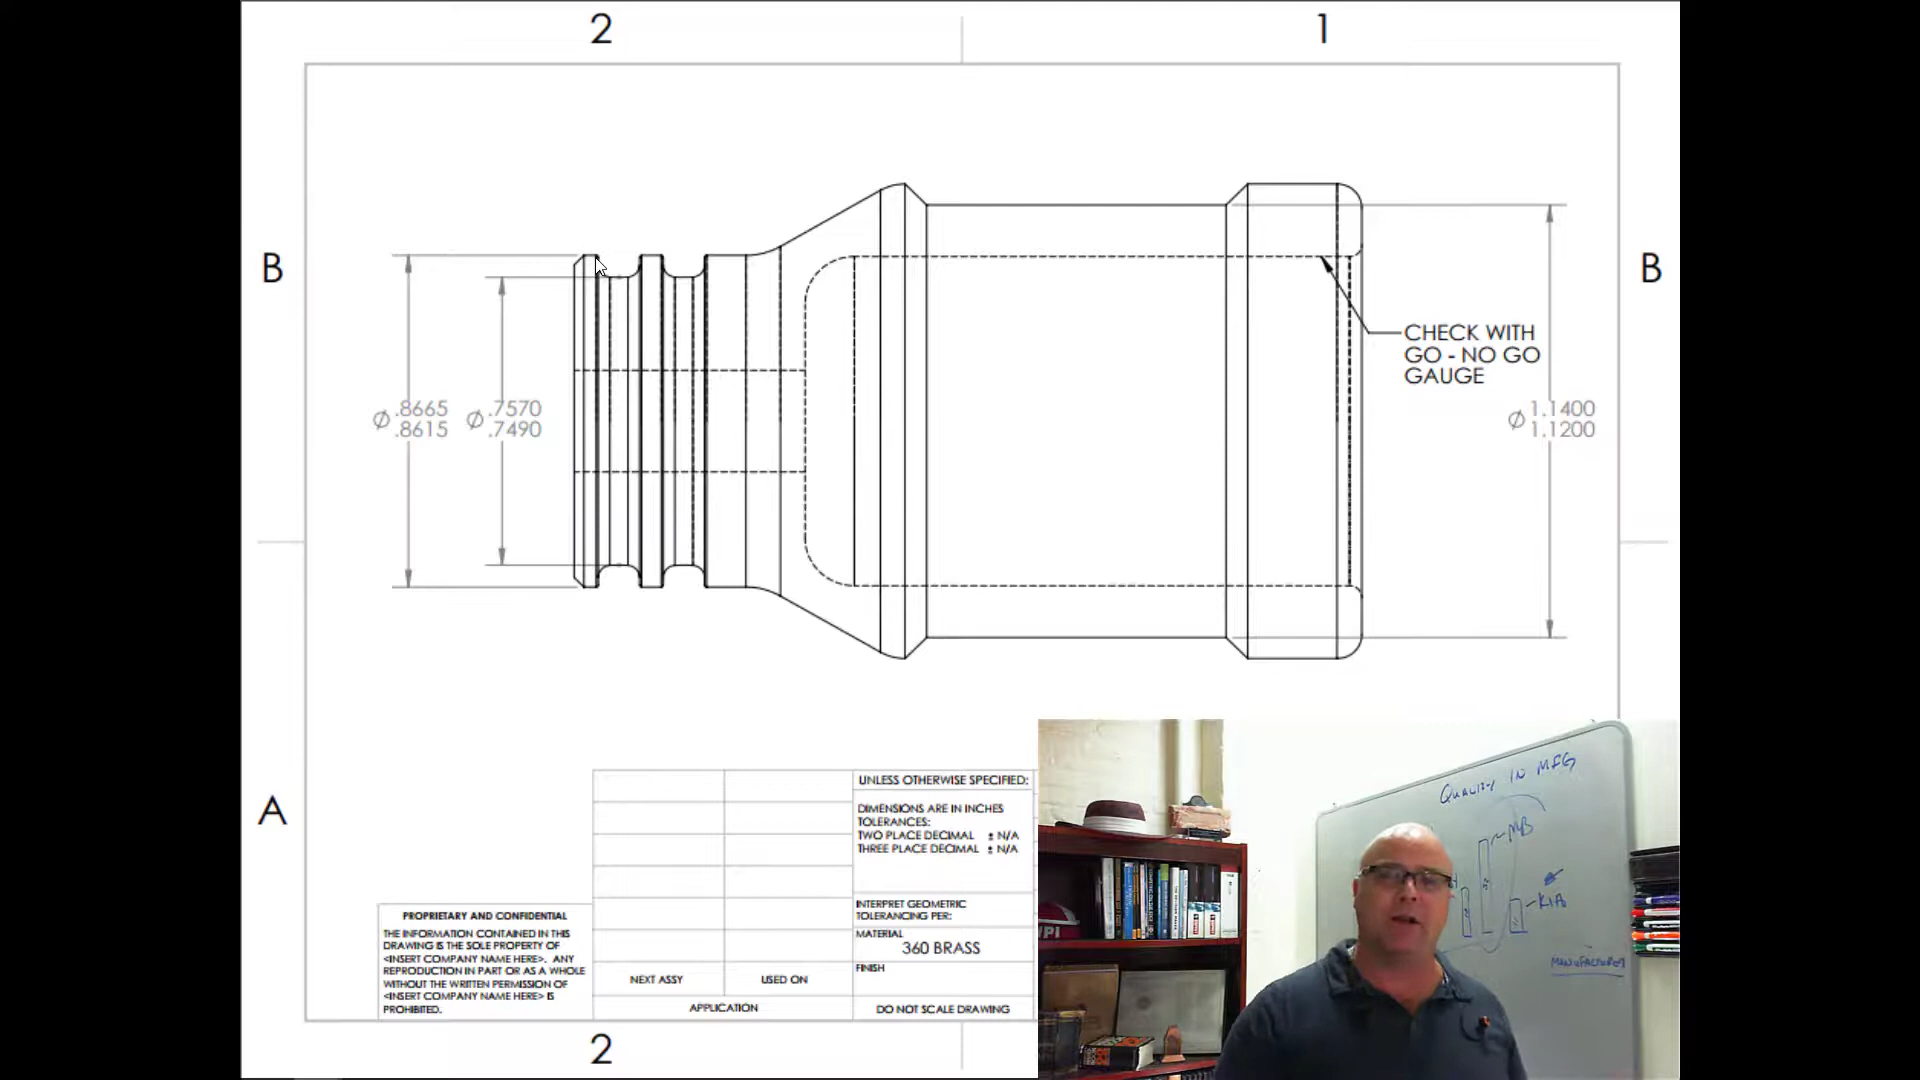 2
1
B
B
CHECK WITH
GO - NO GO
GAUGE
Ø .8665
.8615
Ø .7570
.7490
Ø 1.1400
1.1200
A
UNLESS OTHERWISE SPECIFIED:
DIMENSIONS ARE IN INCHES
TOLERANCES:
TWO PLACE DECIMAL ± N/A
THREE PLACE DECIMAL ± N/A
INTERPRET GEOMETRIC
TOLERANCING PER:
MATERIAL
360 BRASS
FINISH
DO NOT SCALE DRAWING
NEXT ASSY
USED ON
APPLICATION
PROPRIETARY AND CONFIDENTIAL
THE INFORMATION CONTAINED IN THIS
DRAWING IS THE SOLE PROPERTY OF
<INSERT COMPANY NAME HERE>. ANY
REPRODUCTION IN PART OR AS A WHOLE
WITHOUT THE WRITTEN PERMISSION OF
<INSERT COMPANY NAME HERE> IS
PROHIBITED.
2
QUALITY IN MFG
MB
KIA
MANUFACTURED
WPI